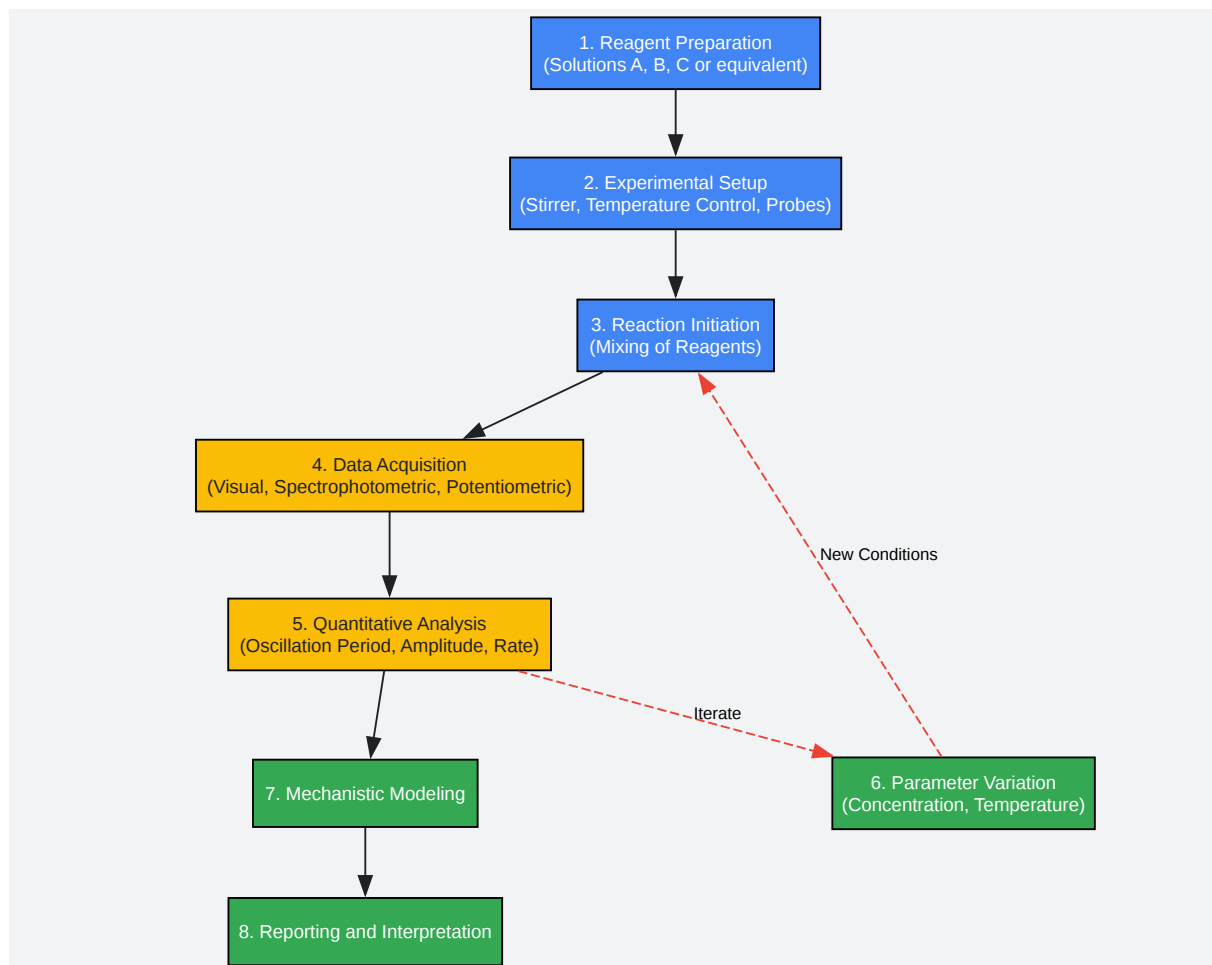 1. Reagent Preparation
(Solutions A, B, C or equivalent)
2. Experimental Setup
(Stirrer, Temperature Control, Probes)
3. Reaction Initiation
(Mixing of Reagents)
4. Data Acquisition
(Visual, Spectrophotometric, Potentiometric)
New Conditions
5. Quantitative Analysis
(Oscillation Period, Amplitude, Rate)
Iterate
6. Parameter Variation
(Concentration, Temperature)
7. Mechanistic Modeling
8. Reporting and Interpretation